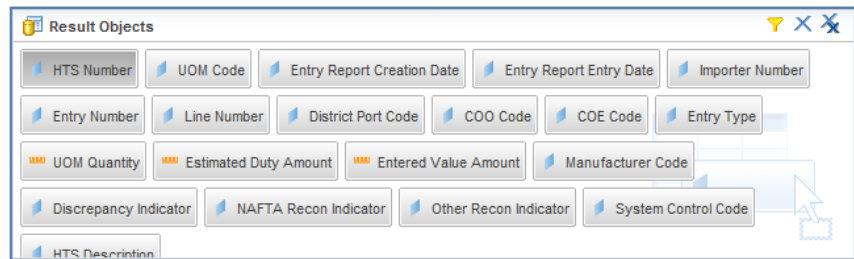 Result Objects
HTS Number UOM Code Entry Report Creation Date Entry Report Entry Date Importer Number
Entry Number Line Number District Port Code COO Code COE Code Entry Type
UOM Quantity Estimated Duty Amount Entered Value Amount Manufacturer Code
Discrepancy Indicator NAFTA Recon Indicator Other Recon Indicator System Control Code
HTS Description